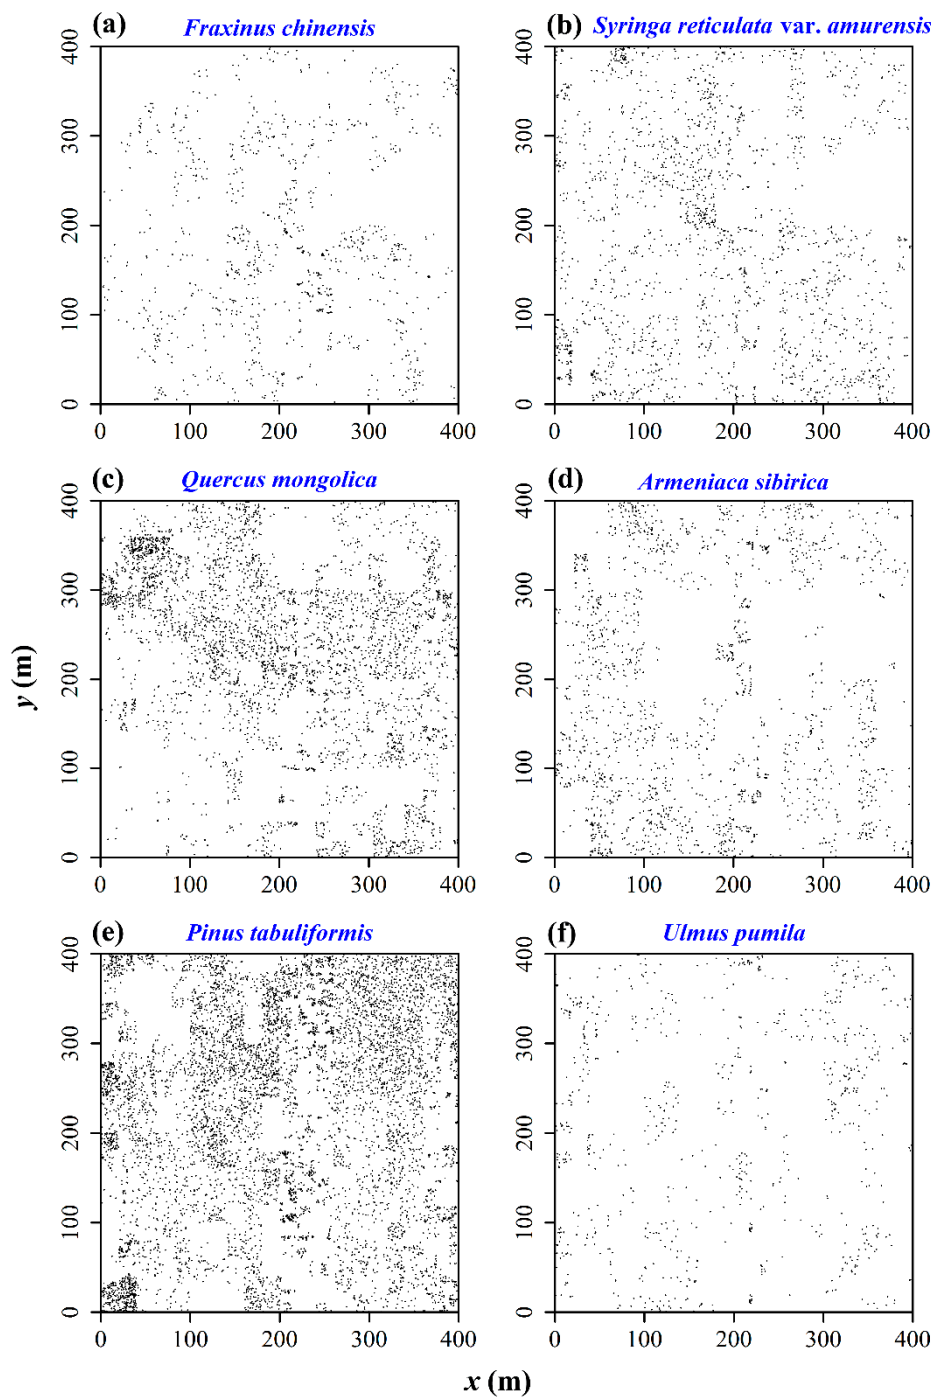 (a) Fraxinus chinensis
(b) Syringa reticulata var. amurensis
400
300
200
100
0
0 100 200 300 400
400
300
200
100
0
0 100 200 300 400
(c) Quercus mongolica
(d) Armeniaca sibirica
400
300
200
100
0
0 100 200 300 400
400
300
200
100
0
0 100 200 300 400
y (m)
(e) Pinus tabuliformis
(f) Ulmus pumila
400
300
200
100
0
0 100 200 300 400
400
300
200
100
0
0 100 200 300 400
x (m)